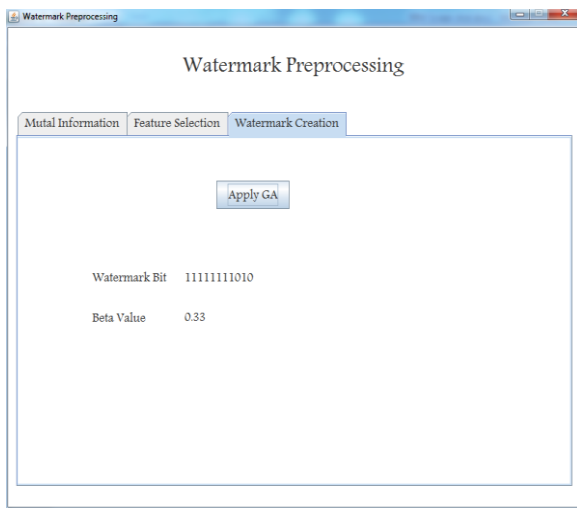 Watermark Preprocessing
Watermark Preprocessing
Mutal Information Feature Selection Watermark Creation
Apply GA
Watermark Bit 11111111010
Beta Value 0.33